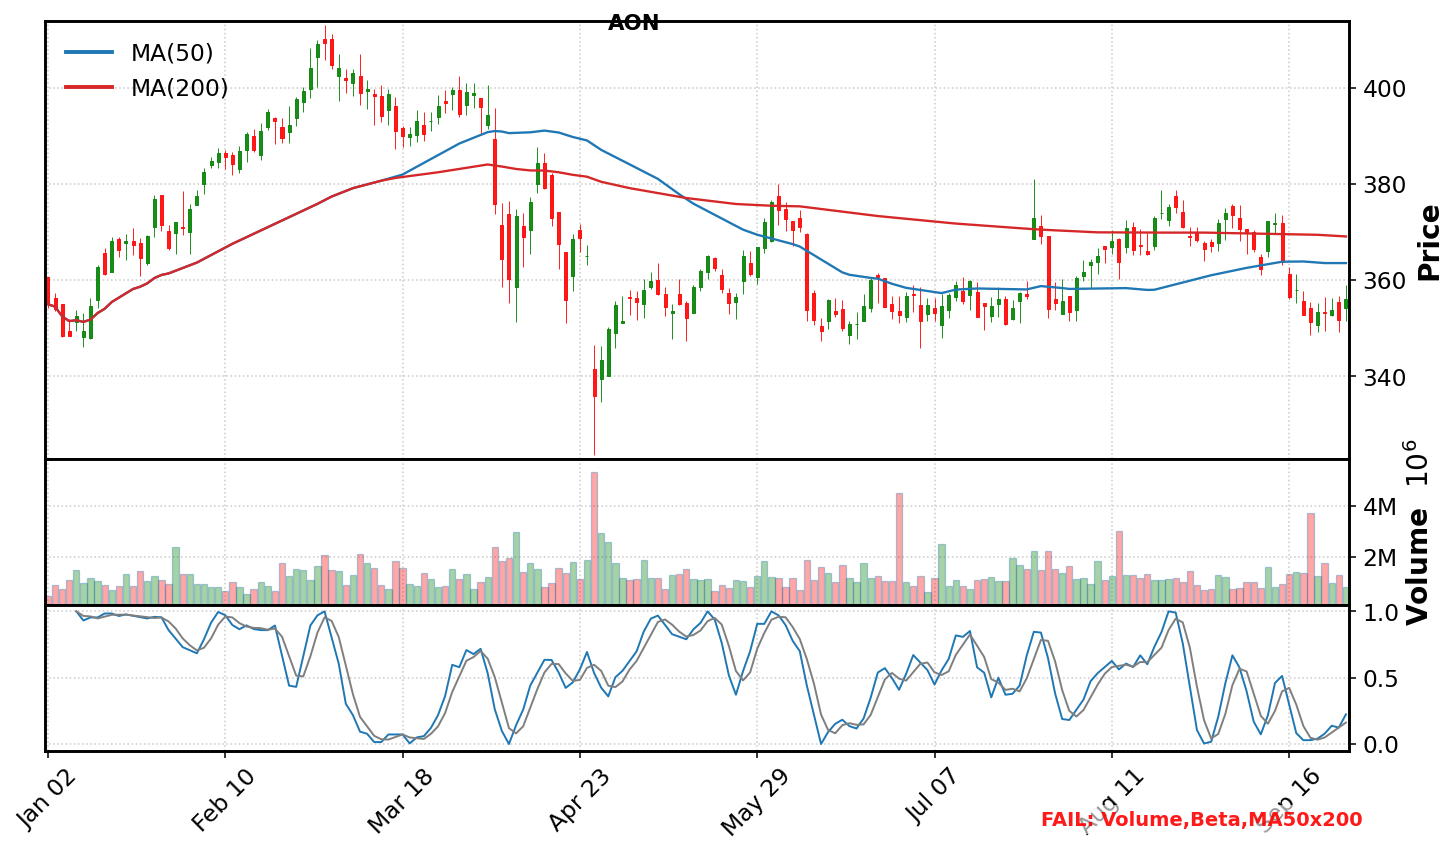 AON
MA(50)
MA(200)
400
380
360
340
Price
4M
2M
Volume 10⁶
1.0
0.5
0.0
Jan 02
Feb 10
Mar 18
Apr 23
May 29
Jul 07
Aug 11
Sep 16
FAIL: Volume,Beta,MA50x200